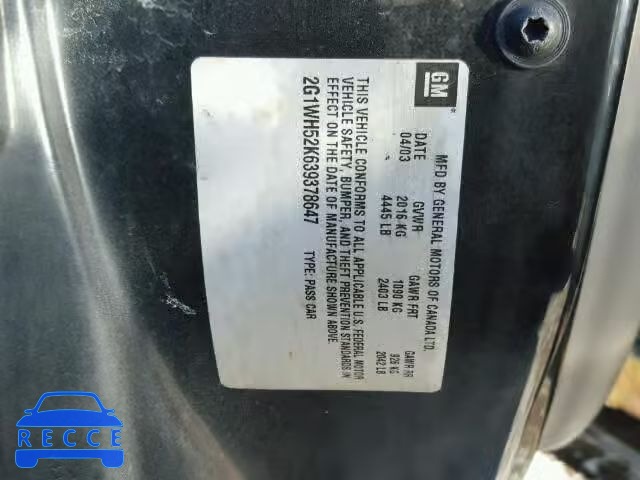 GM
MFD BY GENERAL MOTORS OF CANADA LTD.
DATE GVWR GAWR FRT GAWR RR
04/03 2016 KG 1090 KG 926 KG
4445 LB 2403 LB 2042 LB
THIS VEHICLE CONFORMS TO ALL APPLICABLE U.S. FEDERAL MOTOR
VEHICLE SAFETY, BUMPER, AND THEFT PREVENTION STANDARDS IN
EFFECT ON THE DATE OF MANUFACTURE SHOWN ABOVE.
2G1WH52K639378647 TYPE: PASS CAR
RECCE